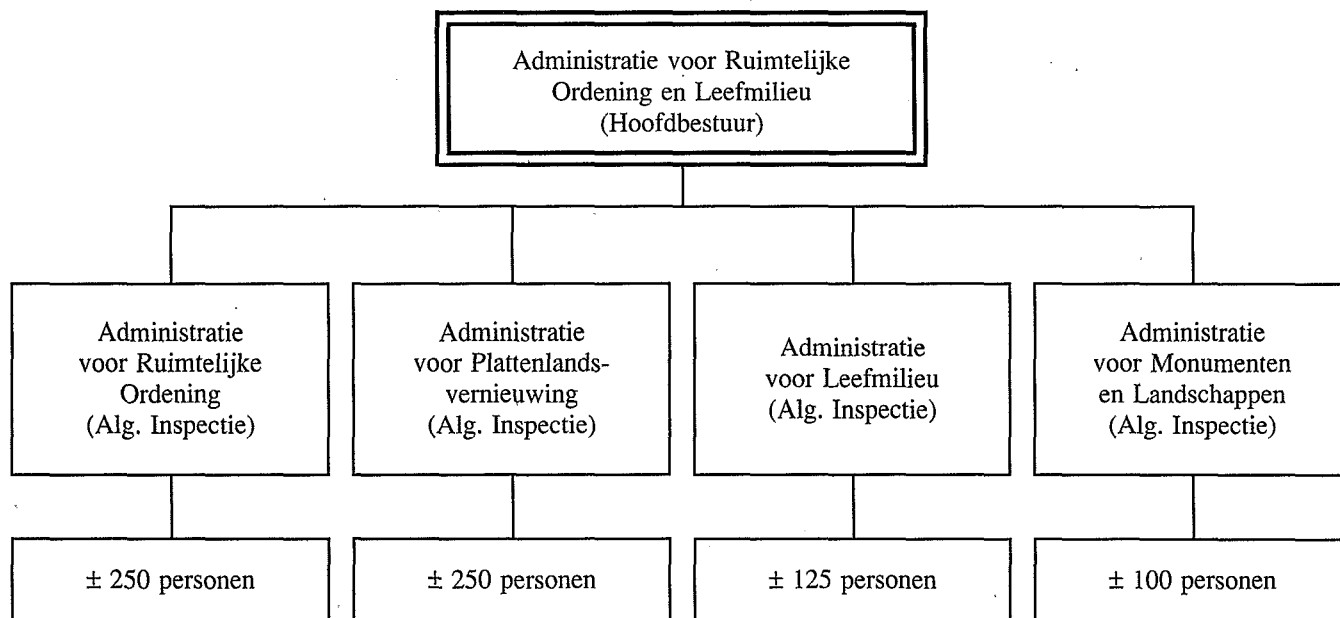 Administratie voor Ruimtelijke
Ordening en Leefmilieu
(Hoofdbestuur)
Administratie
voor Ruimtelijke
Ordening
(Alg. Inspectie)
Administratie
voor Plattenlands-
vernieuwing
(Alg. Inspectie)
Administratie
voor Leefmilieu
(Alg. Inspectie)
Administratie
voor Monumenten
en Landschappen
(Alg. Inspectie)
± 250 personen
± 250 personen
± 125 personen
± 100 personen